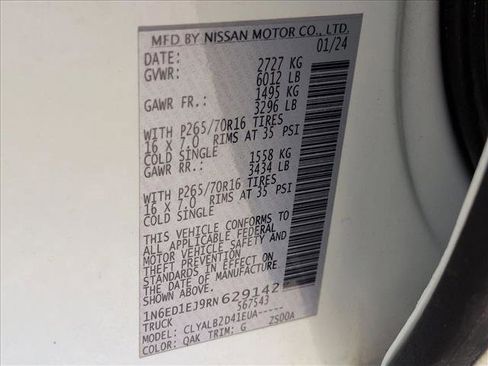 MFD BY NISSAN MOTOR CO., LTD.
DATE: 01/24
GVWR: 2727 KG
6012 LB
GAWR FR.: 1495 KG
3296 LB
WITH P265/70R16 TIRES
16 X 7.0 RIMS AT 35 PSI
COLD SINGLE
GAWR RR.: 1558 KG
3434 LB
WITH P265/70R16 TIRES
16 X 7.0 RIMS AT 35 PSI
COLD SINGLE
THIS VEHICLE CONFORMS TO
ALL APPLICABLE FEDERAL
MOTOR VEHICLE SAFETY AND
THEFT PREVENTION
STANDARDS IN EFFECT ON
THE DATE OF MANUFACTURE
1N6ED1EJ9RN 629142
567543
TRUCK
CLYALBZD41EUA-----
COLOR: QAK TRIM: G 2500A